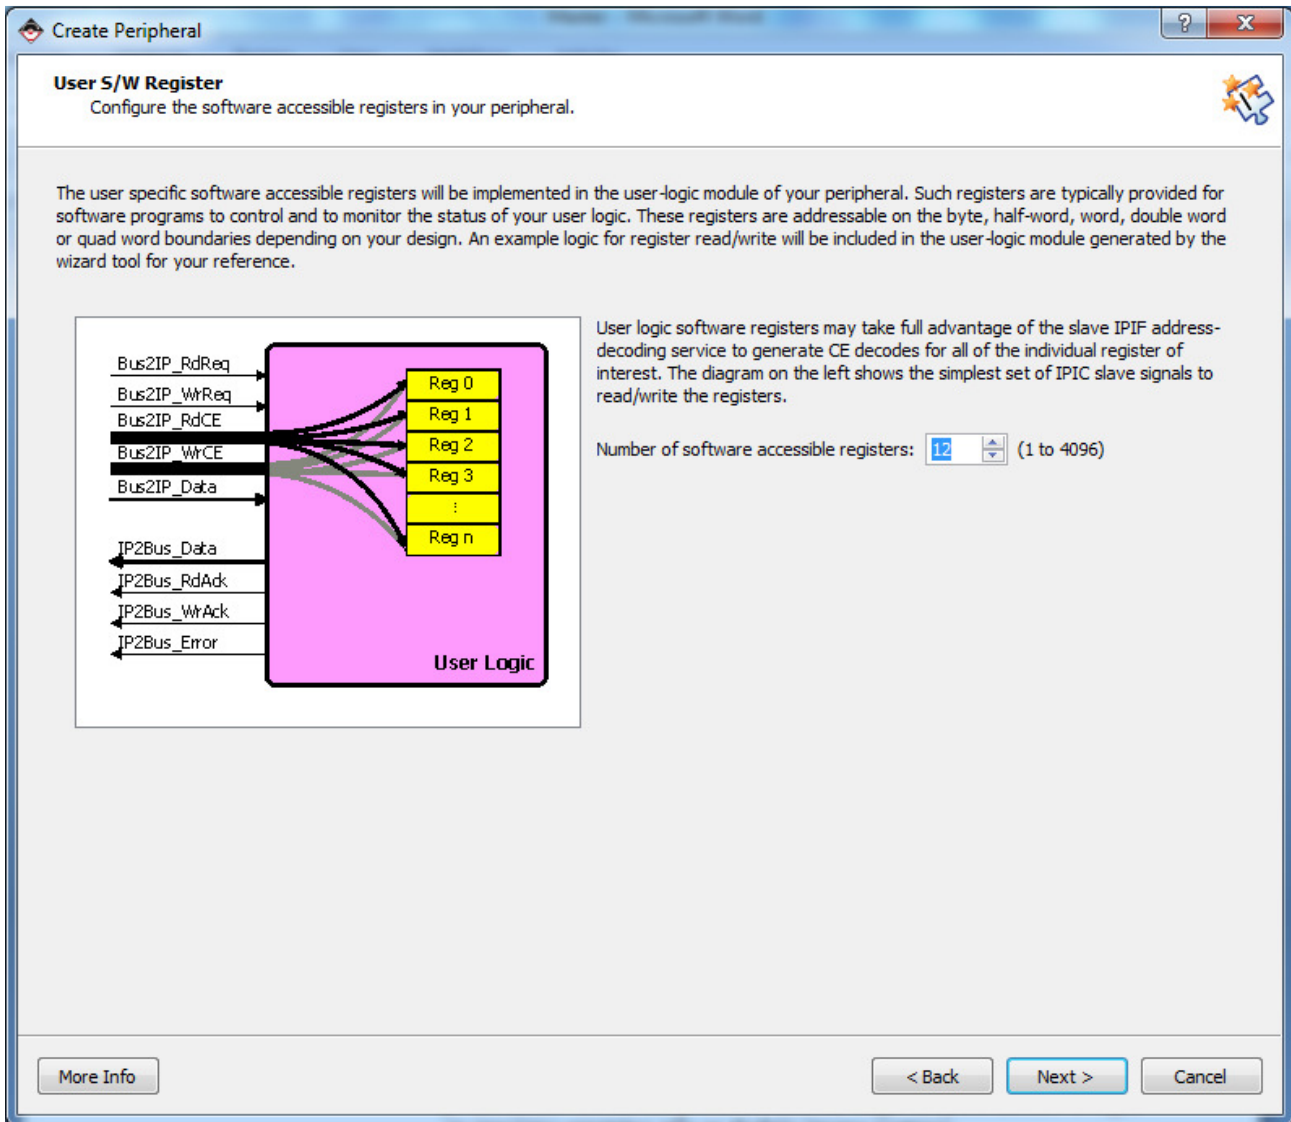 Create Peripheral
User S/W Register
Configure the software accessible registers in your peripheral.
The user specific software accessible registers will be implemented in the user-logic module of your peripheral. Such registers are typically provided for
software programs to control and to monitor the status of your user logic. These registers are addressable on the byte, half-word, word, double word
or quad word boundaries depending on your design. An example logic for register read/write will be included in the user-logic module generated by the
wizard tool for your reference.
Bus2IP_RdReq
Bus2IP_WrReq
Bus2IP_RdCE
Bus2IP_WrCE
Bus2IP_Data
IP2Bus_Data
IP2Bus_RdAck
IP2Bus_WrAck
IP2Bus_Error
Reg 0
Reg 1
Reg 2
Reg 3
⋮
Reg n
User Logic
User logic software registers may take full advantage of the slave IPIF address-
decoding service to generate CE decodes for all of the individual register of
interest. The diagram on the left shows the simplest set of IPIC slave signals to
read/write the registers.
Number of software accessible registers: 12 (1 to 4096)
More Info
< Back
Next >
Cancel